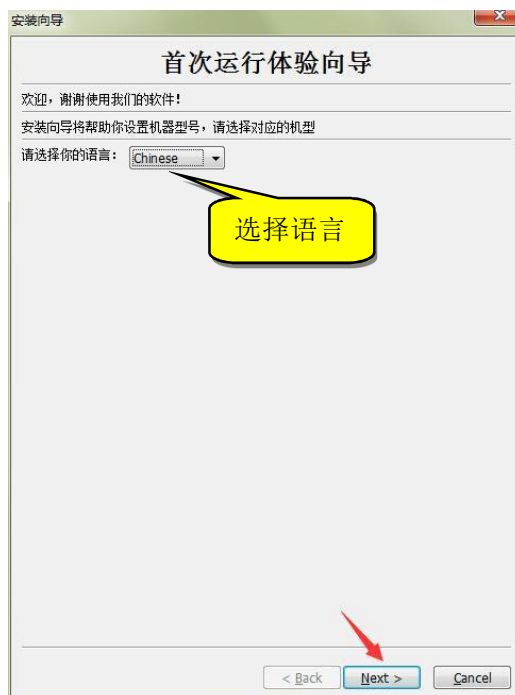 安装向导
首次运行体验向导
欢迎，谢谢使用我们的软件！
安装向导将帮助你设置机器型号，请选择对应的机型
请选择你的语言： Chinese
选择语言
< Back Next > Cancel